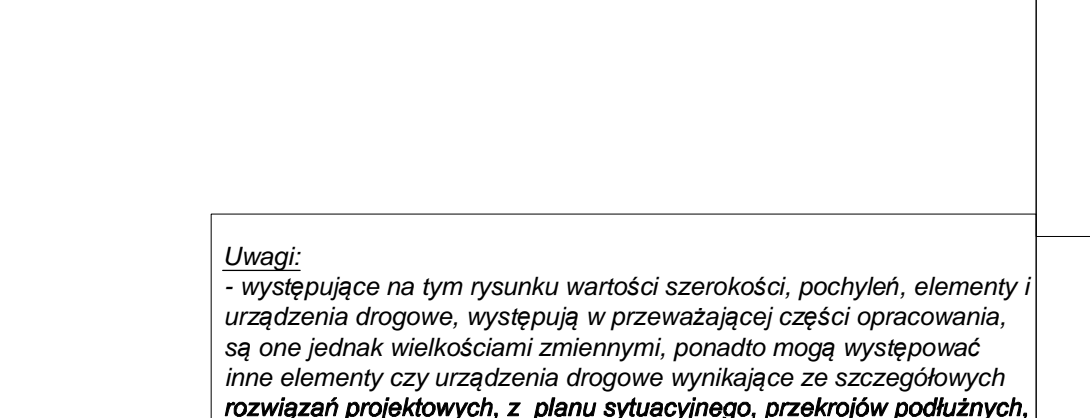 Uwagi:
- występujące na tym rysunku wartości szerokości, pochyleń, elementy i
urządzenia drogowe, występują w przeważającej części opracowania,
są one jednak wielkościami zmiennymi, ponadto mogą występować
inne elementy czy urządzenia drogowe wynikające ze szczegółowych
rozwiązań projektowych, z planu sytuacyjnego, przekrojów podłużnych,